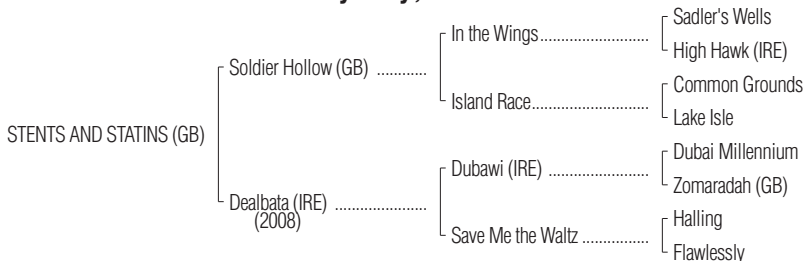 Sadler's Wells
In the Wings
High Hawk (IRE)
Soldier Hollow (GB)
Common Grounds
Island Race
Lake Isle
STENTS AND STATINS (GB)
Dubai Millennium
Dubawi (IRE)
Zomaradah (GB)
Dealbata (IRE)
(2008)
Halling
Save Me the Waltz
Flawlessly